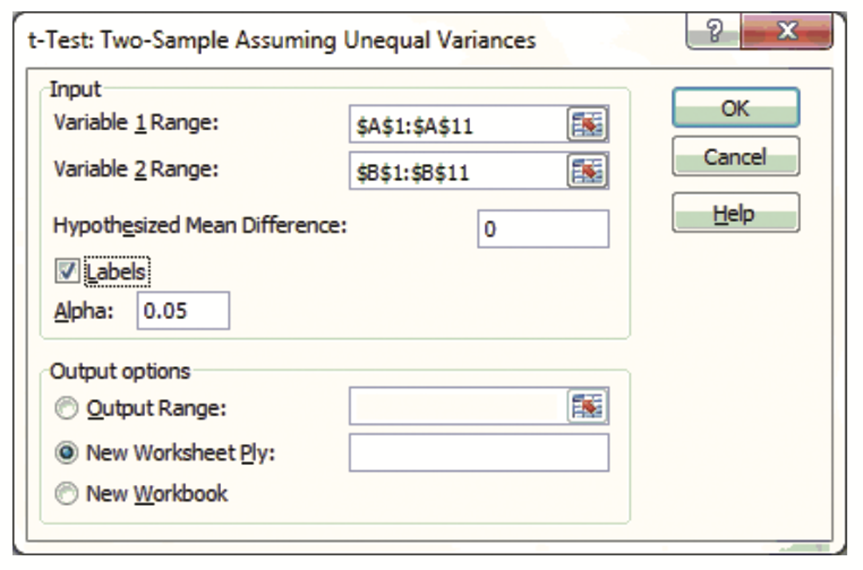 t-Test: Two-Sample Assuming Unequal Variances
?
X
Input
Variable 1 Range:
$A$1:$A$11
Variable 2 Range:
$B$1:$B$11
Hypothesized Mean Difference:
0
Labels
Alpha:
0.05
OK
Cancel
Help
Output options
Output Range:
New Worksheet Ply:
New Workbook